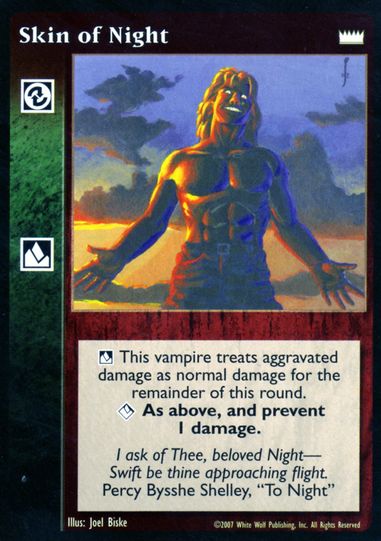 Skin of Night
This vampire treats aggravated
damage as normal damage for the
remainder of this round.
As above, and prevent
1 damage.
I ask of Thee, beloved Night—
Swift be thine approaching flight.
Percy Bysshe Shelley, “To Night”
Illus: Joel Biske
©2007 White Wolf Publishing, Inc. All Rights Reserved